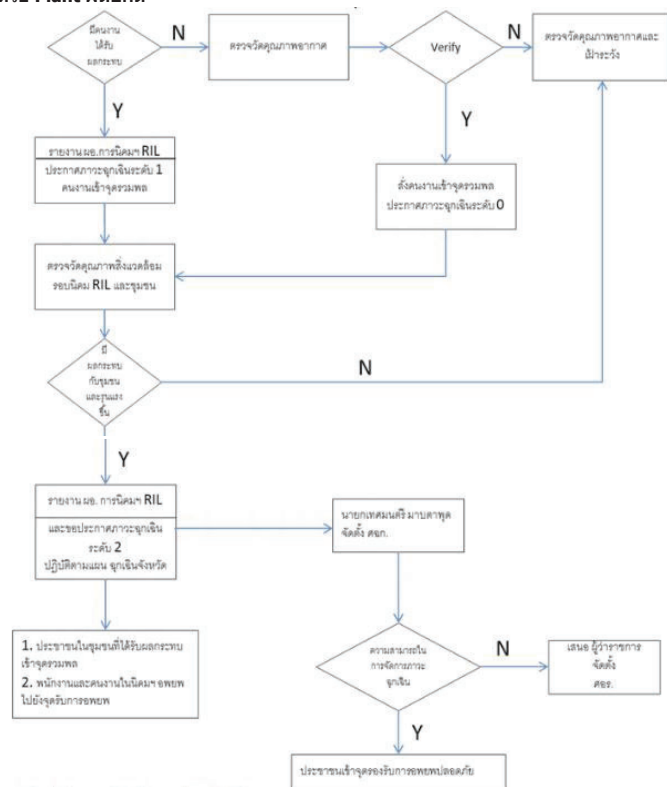 มีคนงาน
ได้รับ
ผลกระทบ
N
ตรวจวัดคุณภาพอากาศ
Verify
N
ตรวจวัดคุณภาพอากาศและ
เฝ้าระวัง
Y
Y
รายงาน ผอ.การนิคมฯ RIL
ประกาศภาวะฉุกเฉินระดับ 1
คนงานเข้าจุดรวมพล
สั่งคนงานเข้าจุดรวมพล
ประกาศภาวะฉุกเฉินระดับ 0
ตรวจวัดคุณภาพสิ่งแวดล้อม
รอบนิคม RIL และชุมชน
มี
ผลกระทบ
กับชุมชน
และรุนแรง
ขึ้น
N
Y
รายงาน ผอ. การนิคมฯ RIL
และขอประกาศภาวะฉุกเฉิน
ระดับ 2
ปฏิบัติตามแผน ฉุกเฉินจังหวัด
นายกเทศมนตรี มาบตาพุด
จัดตั้ง ศฉก.
1. ประชาชนในชุมชนที่ได้รับผลกระทบ
เข้าจุดรวมพล
2. พนักงานและคนงานในนิคมฯ อพยพ
ไปยังจุดรับการอพยพ
ความสามารถใน
การจัดการภาวะ
ฉุกเฉิน
N
เสนอ ผู้ว่าราชการ
จัดตั้ง
ศอร.
Y
ประชาชนเข้าจุดรองรับการอพยพปลอดภัย